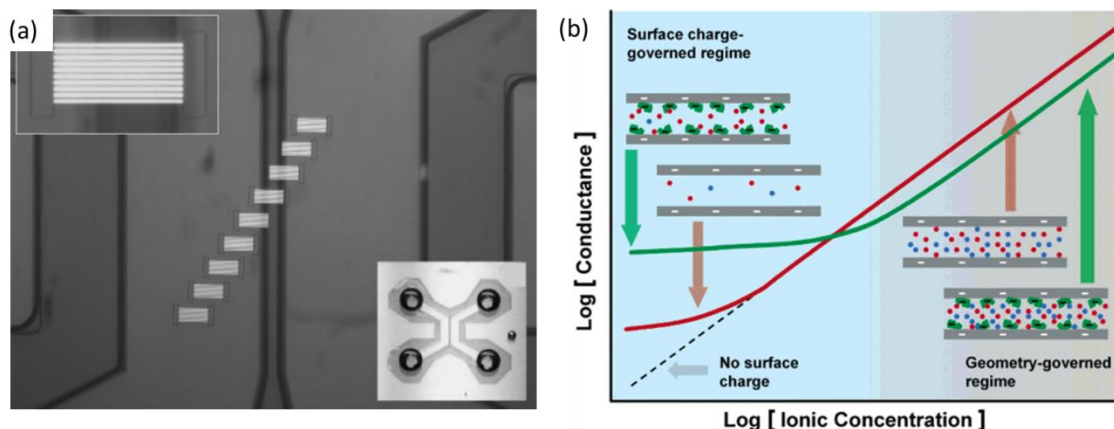 (a)
(b)
Surface charge-
governed regime
No surface
charge
Geometry-governed
regime
Log [ Conductance ]
Log [ Ionic Concentration ]